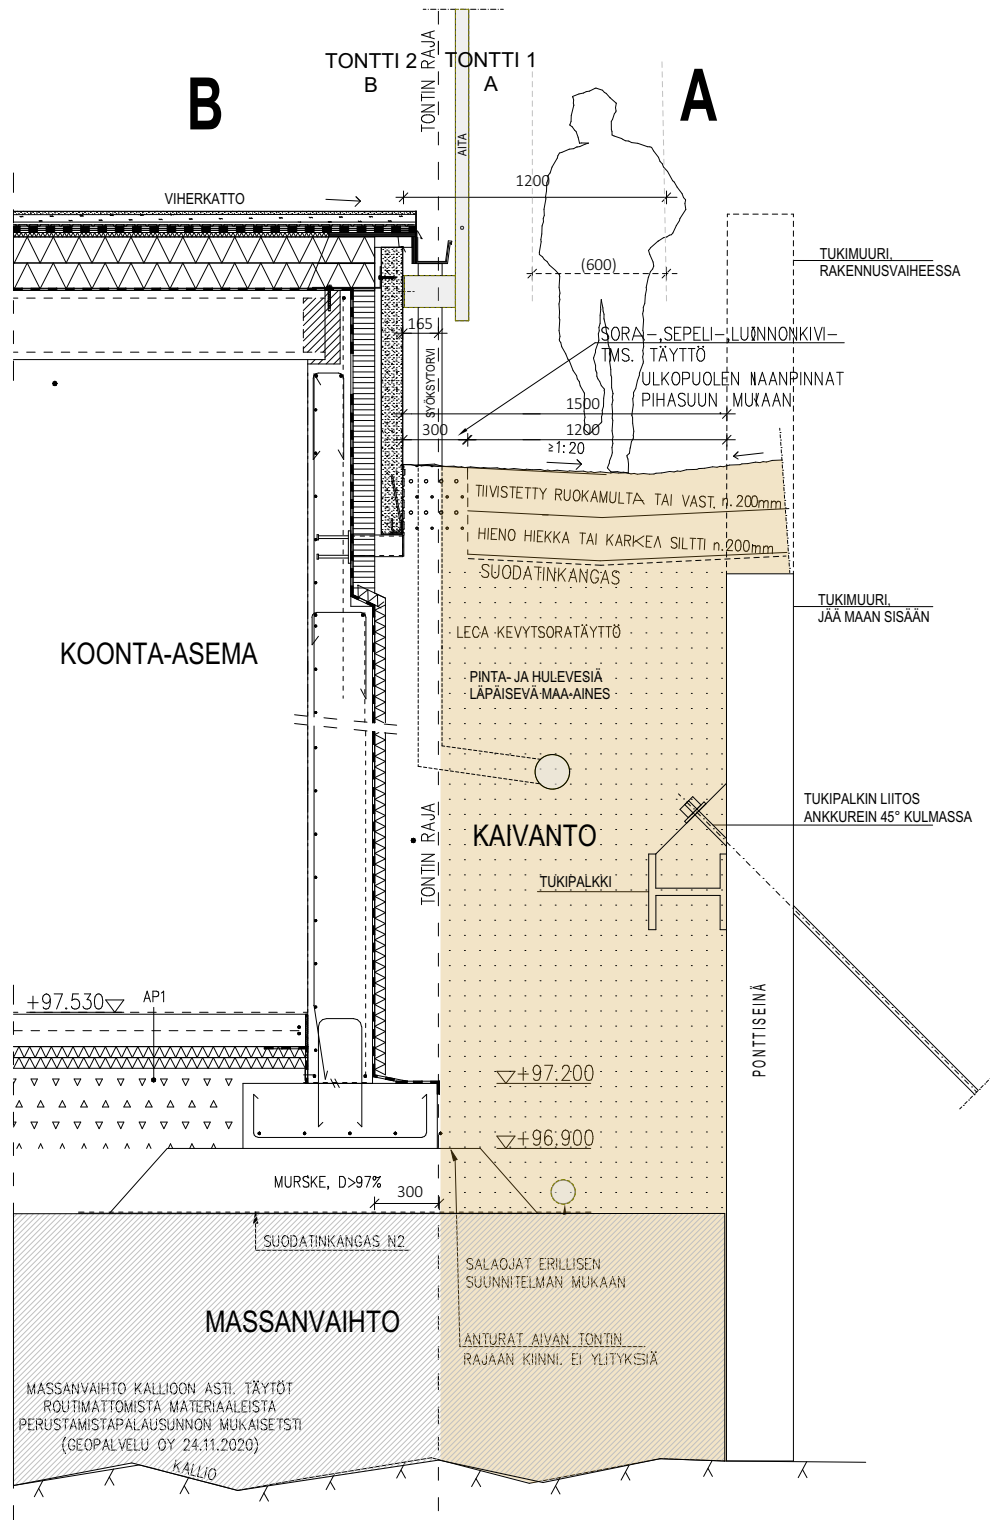 TONTTI 2
B
TONTTI 1
A
B
A
TONTIN RAJA
AITA
VIHERKATTO
1200
(600)
TUKIMUURI,
RAKENNUSVAIHEESSA
165
SYÖKSYTORVI
SORA-,SEPELI-,LUONNONKIVI-
TMS. TÄYTTÖ
ULKOPUOLEN MAANPINNAT
PIHASUUN MUKAAN
1500
300
1200
≥1:20
TIIVISTETTY RUOKAMULTA TAI VAST. n.200mm
HIENO HIEKKA TAI KARKEA SILTTI n.200mm
SUODATINKANGAS
TUKIMUURI,
JÄÄ MAAN SISÄÄN
LECA KEVYTSORATÄYTTÖ
KOONTA-ASEMA
PINTA- JA HULEVESIÄ
LÄPÄISEVÄ MAA-AINES
TUKIPALKIN LIITOS
ANKKUREIN 45° KULMASSA
KAIVANTO
TONTIN RAJA
TUKIPALKKI
+97.530
AP1
PONTTISEINÄ
+97.200
+96.900
MURSKE, D>97%
300
SUODATINKANGAS N2
SALAOJAT ERILLISEN
SUUNNITELMAN MUKAAN
MASSANVAIHTO
ANTURAT AIVAN TONTIN
RAJAAN KIINNI. EI YLITYKSIÄ
MASSANVAIHTO KALLIOON ASTI. TÄYTÖT
ROUTIMATTOMISTA MATERIAALEISTA
PERUSTAMISTAPALAUSUNNON MUKAISETSTI
(GEOPALVELU OY 24.11.2020)
KALLIO